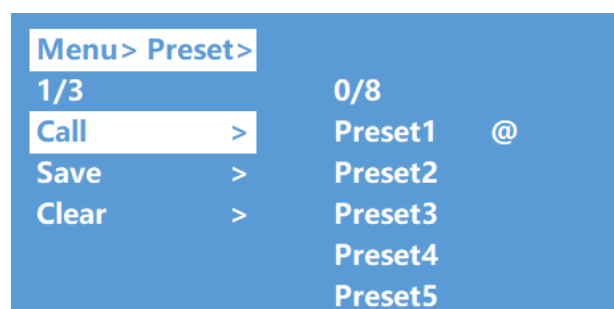 Menu> Preset>
1/3 0/8
Call > Preset1 @
Save > Preset2
Clear > Preset3
Preset4
Preset5